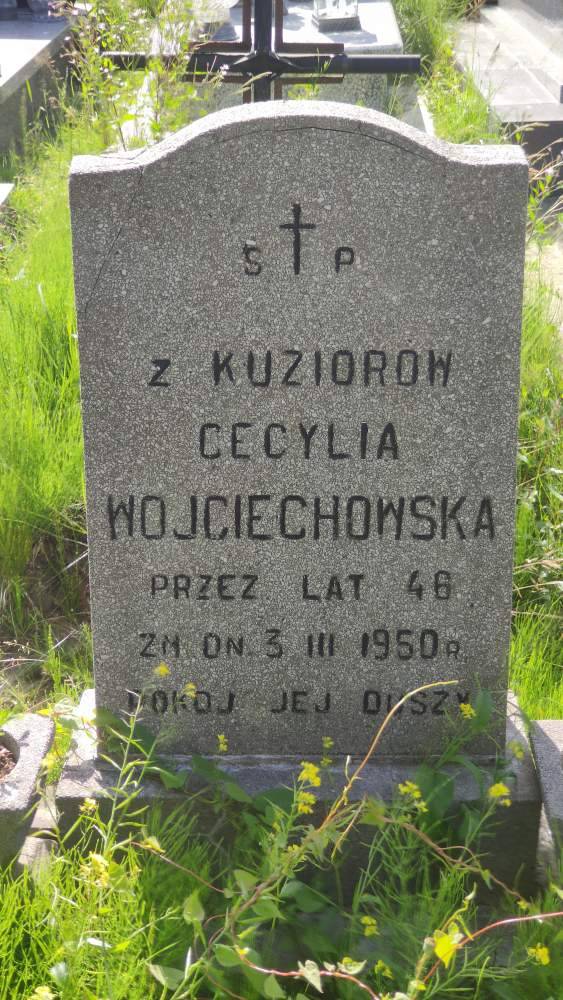 S P
z KUZIORÓW
CECYLIA
WOJCIECHOWSKA
PRZEZ LAT 46
ZM DN 3 III 1950 R.
POKÓJ JEJ DUSZY